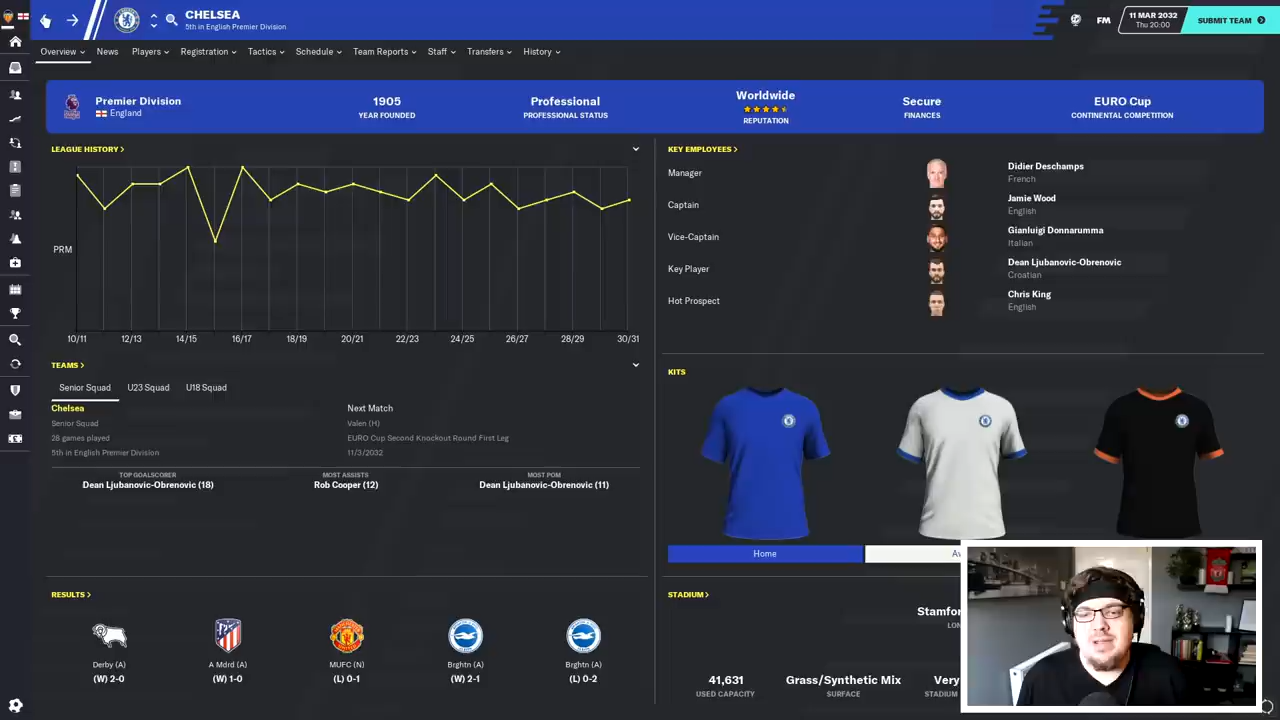 CHELSEA
5th in English Premier Division
FM
11 MAR 2032
Thu 20:00
SUBMIT TEAM
Overview
News
Players
Registration
Tactics
Schedule
Team Reports
Staff
Transfers
History
Premier Division
England
1905
YEAR FOUNDED
Professional
PROFESSIONAL STATUS
Worldwide
REPUTATION
Secure
FINANCES
EURO Cup
CONTINENTAL COMPETITION
LEAGUE HISTORY >
PRM
10/11 12/13 14/15 16/17 18/19 20/21 22/23 24/25 26/27 28/29 30/31
KEY EMPLOYEES >
Manager
Didier Deschamps
French
Captain
Jamie Wood
English
Vice-Captain
Gianluigi Donnarumma
Italian
Key Player
Dean Ljubanovic-Obrenovic
Croatian
Hot Prospect
Chris King
English
TEAMS >
Senior Squad
U23 Squad
U18 Squad
Chelsea
Senior Squad
28 games played
5th in English Premier Division
Next Match
Valen (H)
EURO Cup Second Knockout Round First Leg
11/3/2032
TOP GOALSCORER
Dean Ljubanovic-Obrenovic (18)
MOST ASSISTS
Rob Cooper (12)
MOST POM
Dean Ljubanovic-Obrenovic (11)
KITS
Home
Av
RESULTS >
Derby (A)
(W) 2-0
A Mdrd (A)
(W) 1-0
MUFC (N)
(L) 0-1
Brghtn (A)
(W) 2-1
Brghtn (A)
(L) 0-2
STADIUM >
Stamfo
LON
41,631
USED CAPACITY
Grass/Synthetic Mix
SURFACE
Very
STADIUM